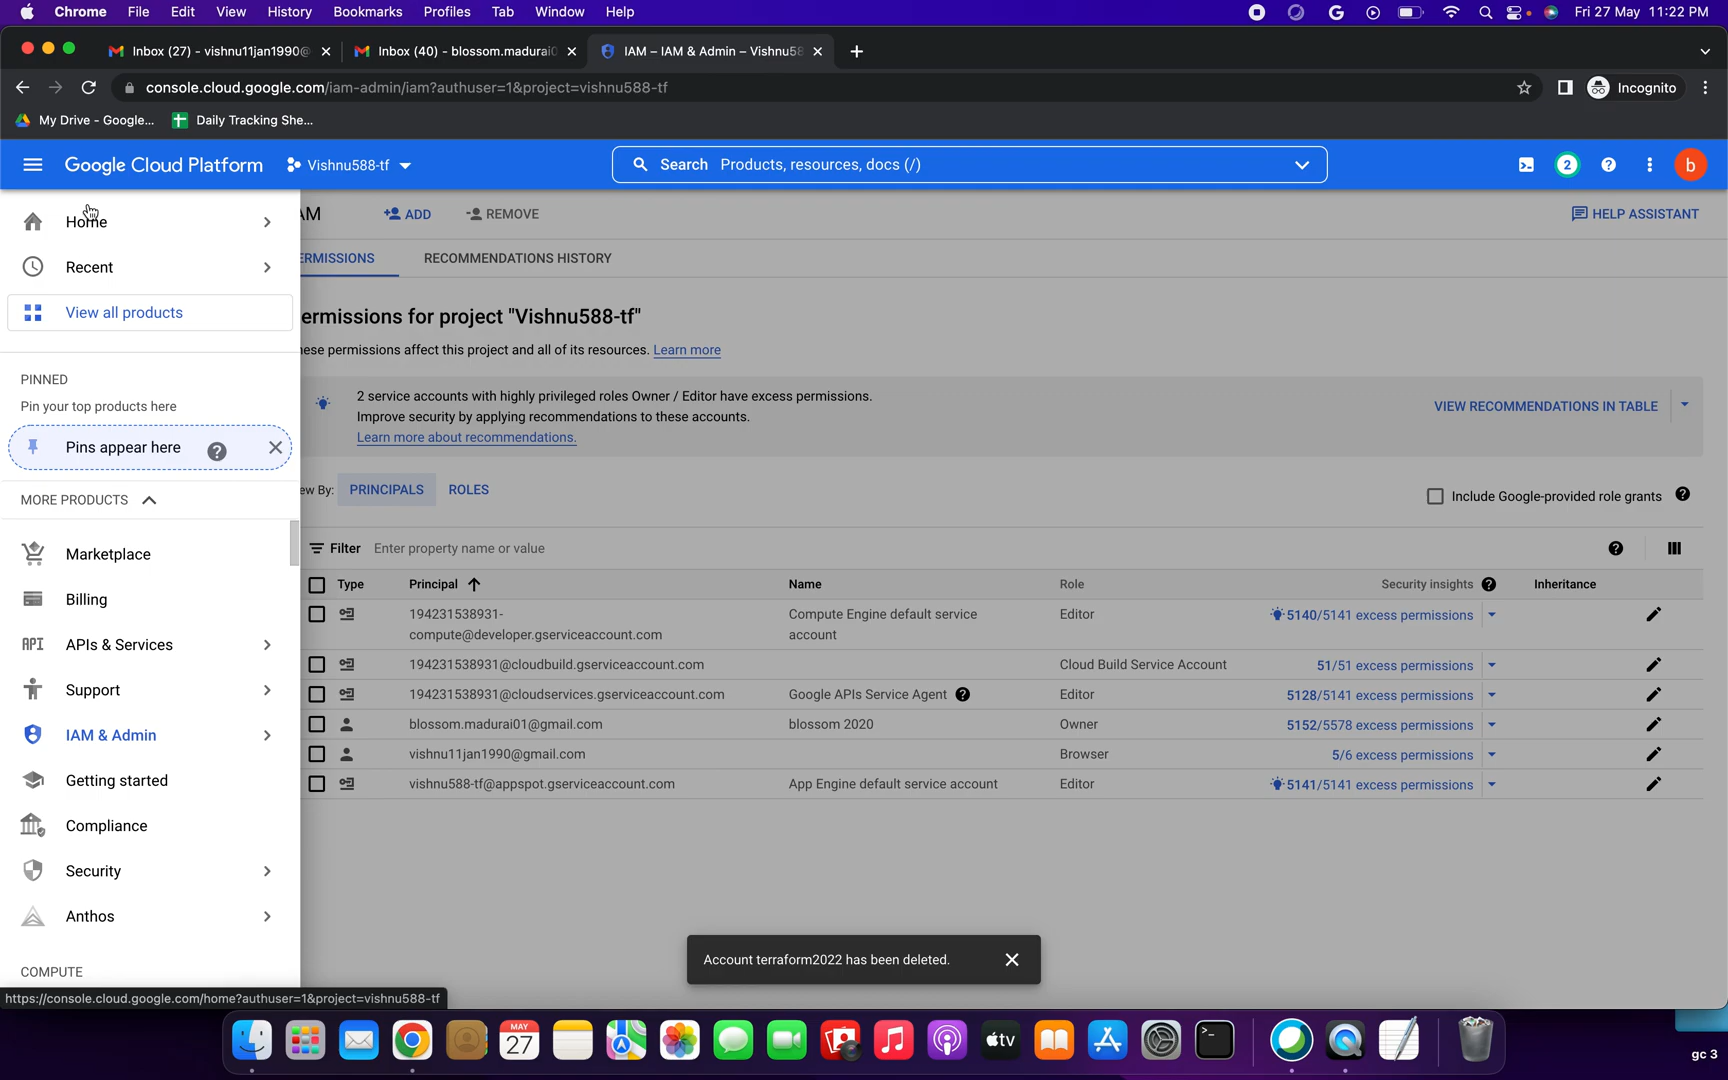 Chrome File Edit View History Bookmarks Profiles Tab Window Help Fri 27 May 11:22 PM
Inbox (27) - vishnu11jan1990@ Inbox (40) - blossom.madurai0 IAM – IAM & Admin – Vishnu58
console.cloud.google.com/iam-admin/iam?authuser=1&project=vishnu588-tf Incognito
My Drive - Google... Daily Tracking She...
Google Cloud Platform Vishnu588-tf Search Products, resources, docs (/) 2 b
Home AM ADD REMOVE HELP ASSISTANT
Recent ERMISSIONS RECOMMENDATIONS HISTORY
View all products ermissions for project "Vishnu588-tf"
ese permissions affect this project and all of its resources. Learn more
PINNED
Pin your top products here
Pins appear here
2 service accounts with highly privileged roles Owner / Editor have excess permissions.
Improve security by applying recommendations to these accounts.
Learn more about recommendations.
VIEW RECOMMENDATIONS IN TABLE
MORE PRODUCTS
ew By: PRINCIPALS ROLES Include Google-provided role grants
Filter Enter property name or value
Type Principal Name Role Security insights Inheritance
194231538931-
compute@developer.gserviceaccount.com
Compute Engine default service
account
Editor 5140/5141 excess permissions
194231538931@cloudbuild.gserviceaccount.com Cloud Build Service Account 51/51 excess permissions
194231538931@cloudservices.gserviceaccount.com Google APIs Service Agent Editor 5128/5141 excess permissions
blossom.madurai01@gmail.com blossom 2020 Owner 5152/5578 excess permissions
vishnu11jan1990@gmail.com Browser 5/6 excess permissions
vishnu588-tf@appspot.gserviceaccount.com App Engine default service account Editor 5141/5141 excess permissions
Marketplace
Billing
API APIs & Services
Support
IAM & Admin
Getting started
Compliance
Security
Anthos
COMPUTE
Account terraform2022 has been deleted.
https://console.cloud.google.com/home?authuser=1&project=vishnu588-tf
MAY
27
tv
gc 3